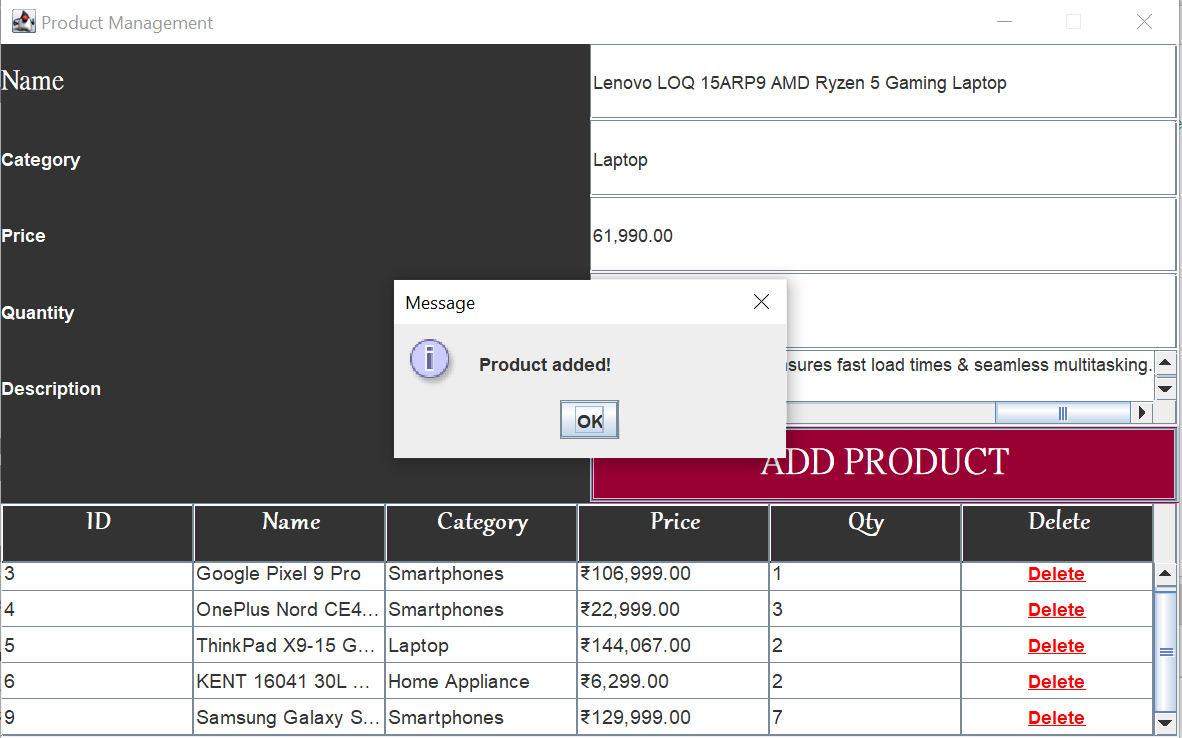 Product Management
Name
Lenovo LOQ 15ARP9 AMD Ryzen 5 Gaming Laptop
Category
Laptop
Price
61,990.00
Quantity
Message
Product added!
OK
Description
sures fast load times & seamless multitasking.
ADD PRODUCT
ID Name Category Price Qty Delete
3 Google Pixel 9 Pro Smartphones ₹106,999.00 1 Delete
4 OnePlus Nord CE4... Smartphones ₹22,999.00 3 Delete
5 ThinkPad X9-15 G... Laptop ₹144,067.00 2 Delete
6 KENT 16041 30L ... Home Appliance ₹6,299.00 2 Delete
9 Samsung Galaxy S... Smartphones ₹129,999.00 7 Delete